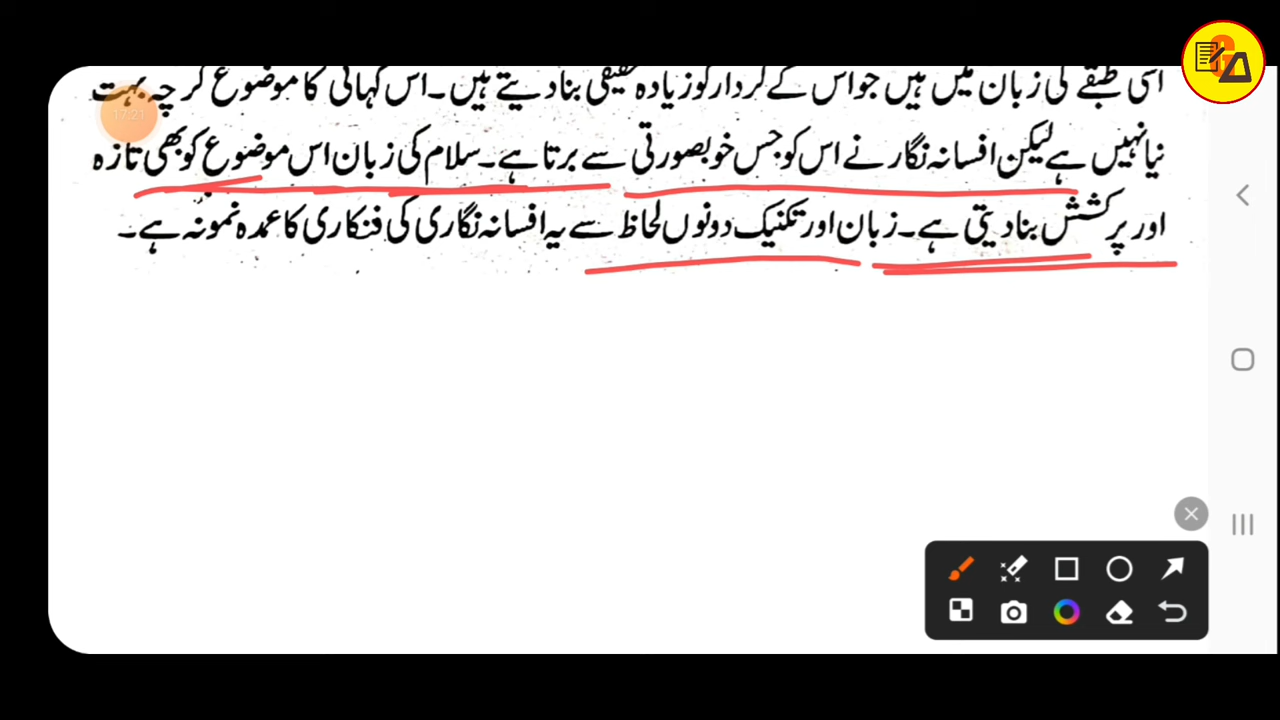 اسی طبقے کی زبان میں ہیں جو اس کے کردار کو زیادہ حقیقی بنا دیتے ہیں۔ اس کہانی کا موضوع گرچہ بہت
نیا نہیں ہے لیکن افسانہ نگار نے اس کو جس خوبصورتی سے برتا ہے۔ سلام کی زبان اس موضوع کو بھی تازہ
اور پرکشش بنا دیتی ہے۔ زبان اور تکنیک دونوں لحاظ سے یہ افسانہ نگاری کی فنکاری کا عمدہ نمونہ ہے۔
17:21